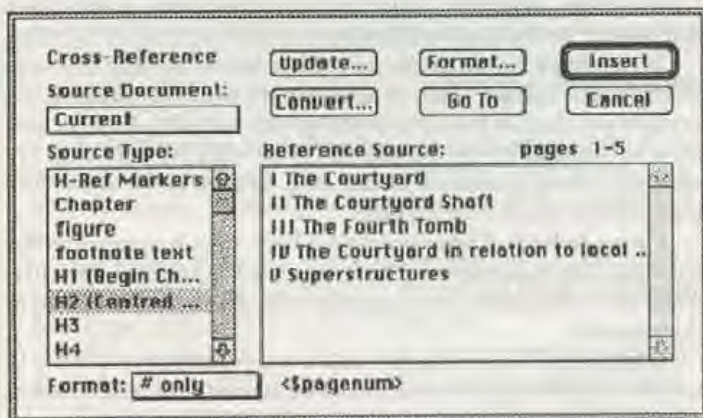 Cross-Reference
Update...
Format...
Insert
Source Document:
Current
Convert...
Go To
Cancel
Source Type:
Reference Source:
pages 1-5
X-Ref Markers
Chapter
figure
footnote text
H1 (Begin Ch...
H2 (Centred ...
H3
H4
I The Courtyard
II The Courtyard Shaft
III The Fourth Tomb
IV The Courtyard in relation to local ..
V Superstructures
Format:
# only
<$pagenum>